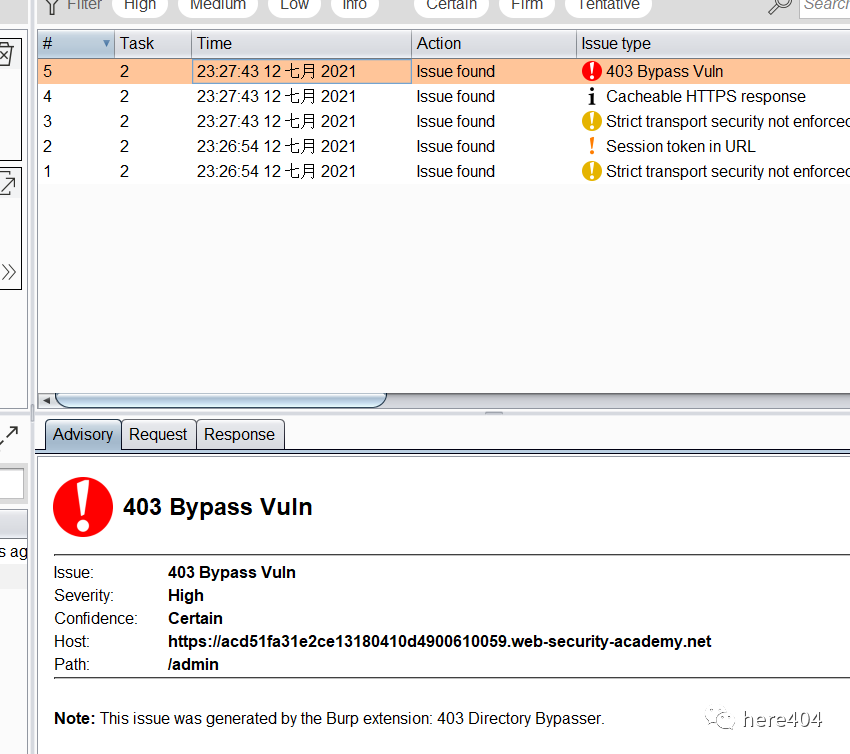 Filter High Medium Low Info Certain Firm Tentative Search
# Task Time Action Issue type
5 2 23:27:43 12 七月 2021 Issue found 403 Bypass Vuln
4 2 23:27:43 12 七月 2021 Issue found Cacheable HTTPS response
3 2 23:27:43 12 七月 2021 Issue found Strict transport security not enforced
2 2 23:26:54 12 七月 2021 Issue found Session token in URL
1 2 23:26:54 12 七月 2021 Issue found Strict transport security not enforced
Advisory Request Response
403 Bypass Vuln
s ag
Issue: 403 Bypass Vuln
Severity: High
Confidence: Certain
Host: https://acd51fa31e2ce13180410d4900610059.web-security-academy.net
Path: /admin
Note: This issue was generated by the Burp extension: 403 Directory Bypasser.
here404